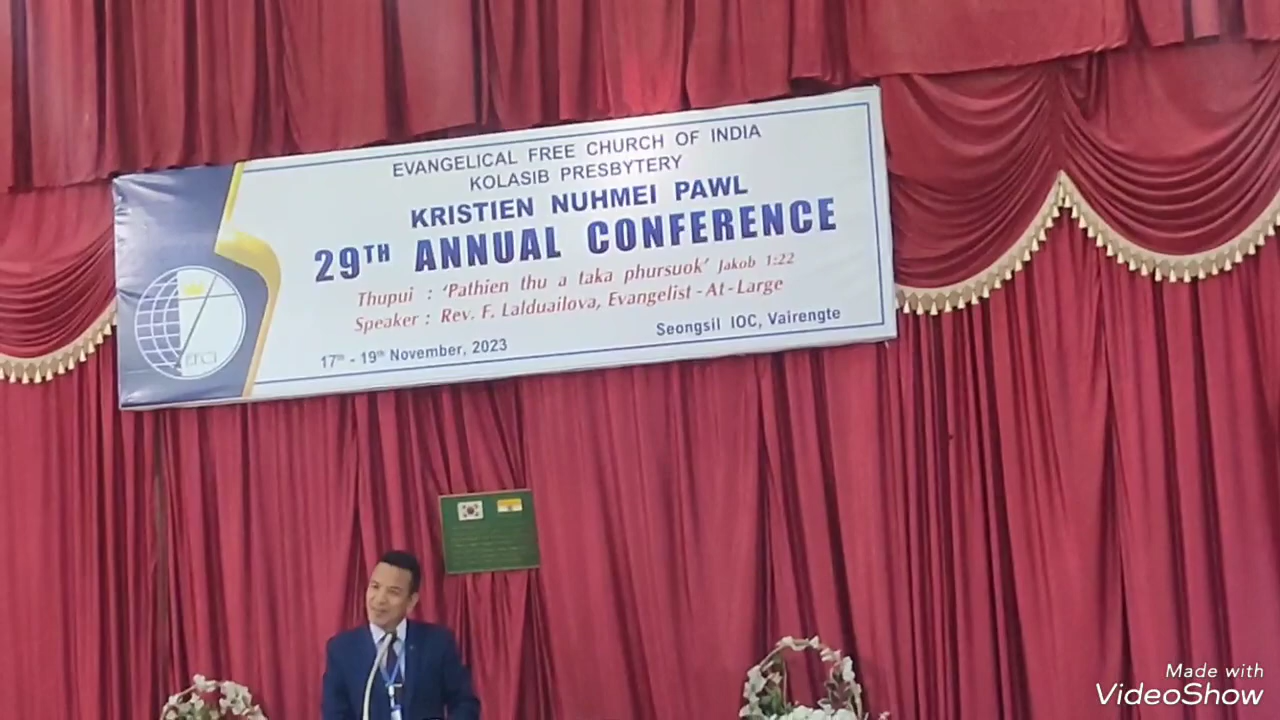 EVANGELICAL FREE CHURCH OF INDIA
KOLASIB PRESBYTERY
KRISTIEN NUHMEI PAWL
29TH ANNUAL CONFERENCE
Thupui : 'Pathien thu a taka phursuok' Jakob 1:22
Speaker : Rev. F. Lalduailova, Evangelist-At-Large
17th - 19th November, 2023
Seongsil IOC, Vairengte
EFCI
Made with
VideoShow